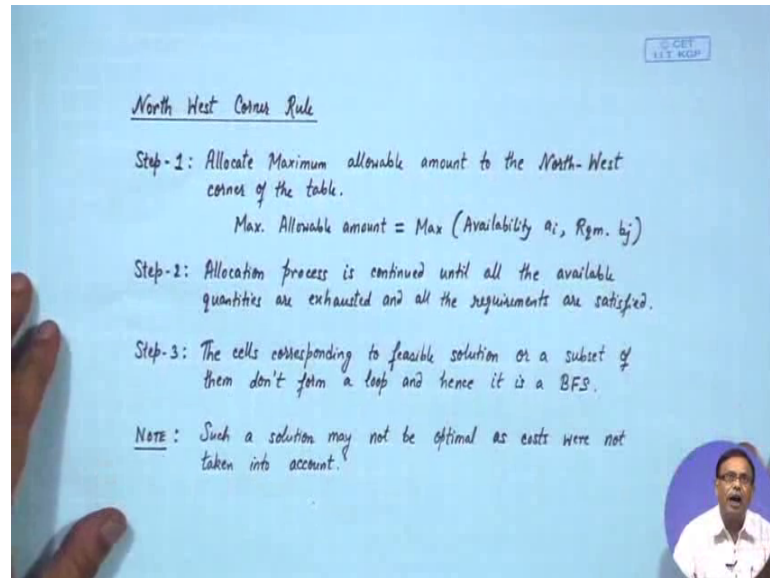 © CET
I.I.T. KGP
North West Corner Rule
Step-1: Allocate Maximum allowable amount to the North-West
corner of the table.
Max. Allowable amount = Max (Availability ai, Rqm. bj)
Step-2: Allocation process is continued until all the available
quantities are exhausted and all the requirements are satisfied.
Step-3: The cells corresponding to feasible solution or a subset of
them don't form a loop and hence it is a BFS.
NOTE: Such a solution may not be optimal as costs were not
taken into account.